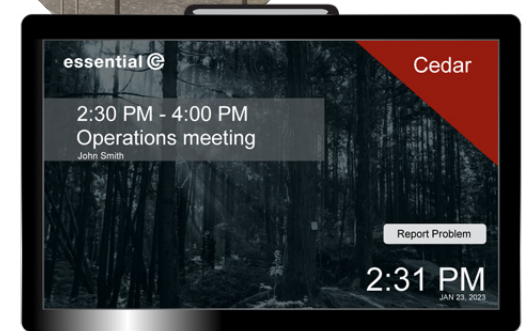 essential
Cedar
2:30 PM - 4:00 PM
Operations meeting
John Smith
Report Problem
2:31 PM
JAN 23, 2023